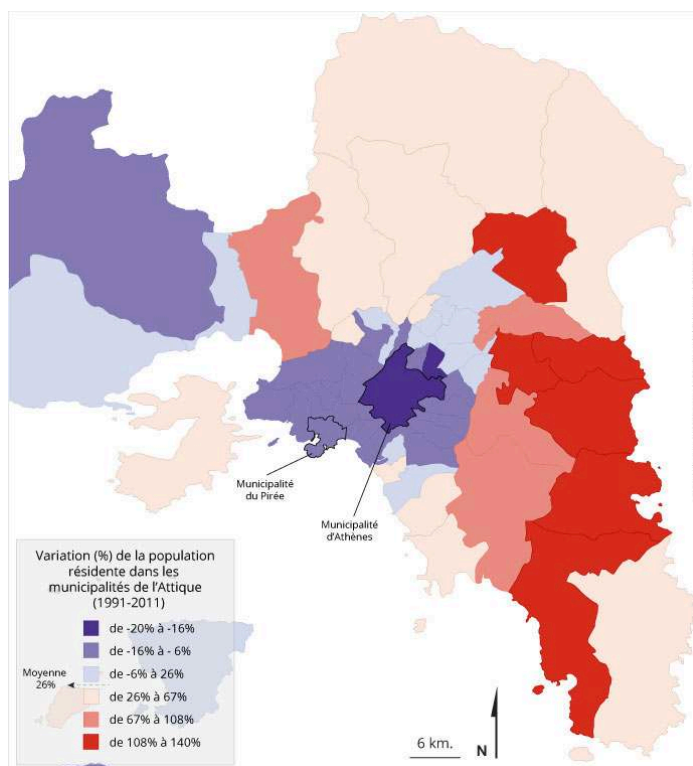 Municipalité
du Pirée
Municipalité
d'Athènes
Variation (%) de la population
résidente dans les
municipalités de l'Attique
(1991-2011)
de -20% à -16%
de -16% à - 6%
de -6% à 26%
Moyenne
26%
de 26% à 67%
de 67% à 108%
de 108% à 140%
6 km.
N